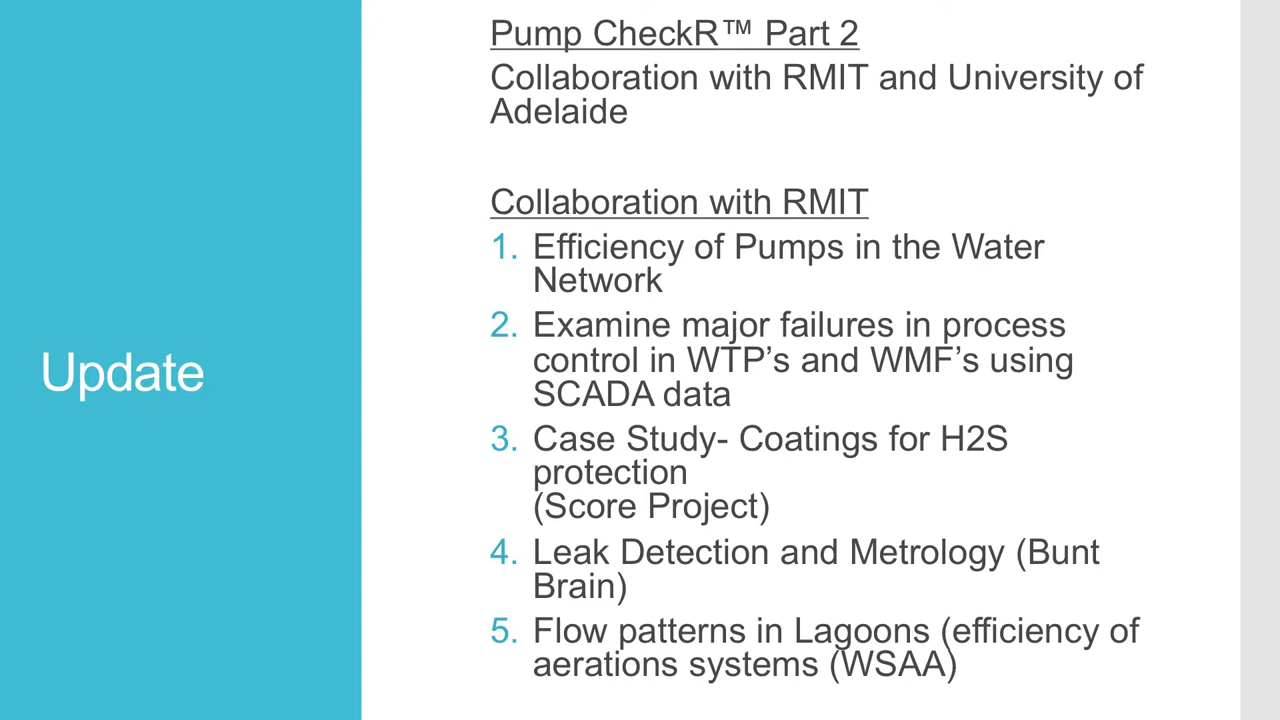 Pump CheckR™ Part 2
Collaboration with RMIT and University of
Adelaide
Collaboration with RMIT
1. Efficiency of Pumps in the Water
Network
2. Examine major failures in process
control in WTP’s and WMF’s using
SCADA data
3. Case Study- Coatings for H2S
protection
(Score Project)
4. Leak Detection and Metrology (Bunt
Brain)
5. Flow patterns in Lagoons (efficiency of
aerations systems (WSAA)
Update